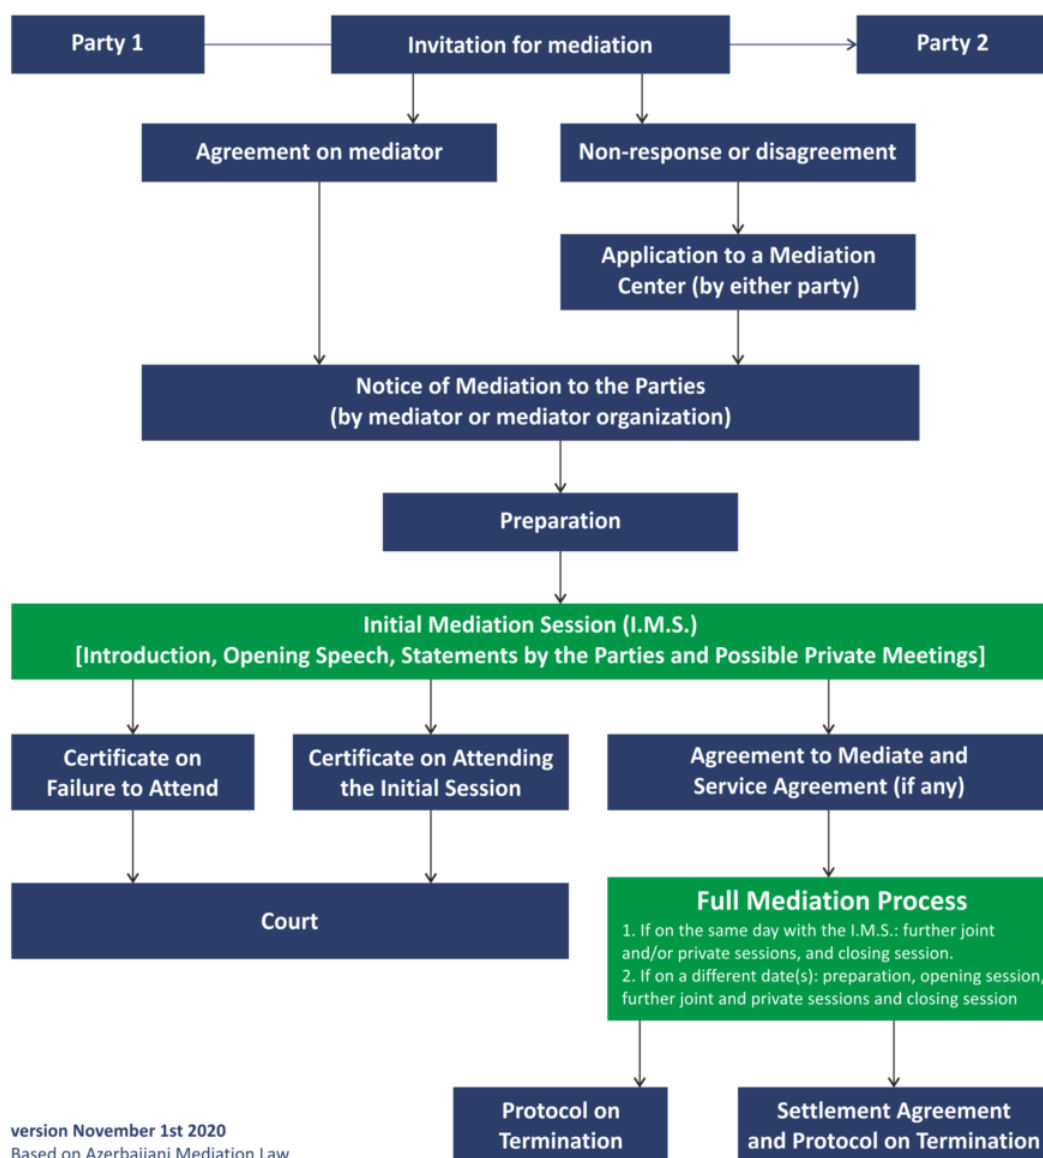 Party 1
Invitation for mediation
Party 2
Agreement on mediator
Non-response or disagreement
Application to a Mediation
Center (by either party)
Notice of Mediation to the Parties
(by mediator or mediator organization)
Preparation
Initial Mediation Session (I.M.S.)
[Introduction, Opening Speech, Statements by the Parties and Possible Private Meetings]
Certificate on
Failure to Attend
Certificate on Attending
the Initial Session
Agreement to Mediate and
Service Agreement (if any)
Court
Full Mediation Process
1. If on the same day with the I.M.S.: further joint
and/or private sessions, and closing session.
2. If on a different date(s): preparation, opening session,
further joint and private sessions and closing session
Protocol on
Termination
Settlement Agreement
and Protocol on Termination
version November 1st 2020
Based on Azerbaijani Mediation Law